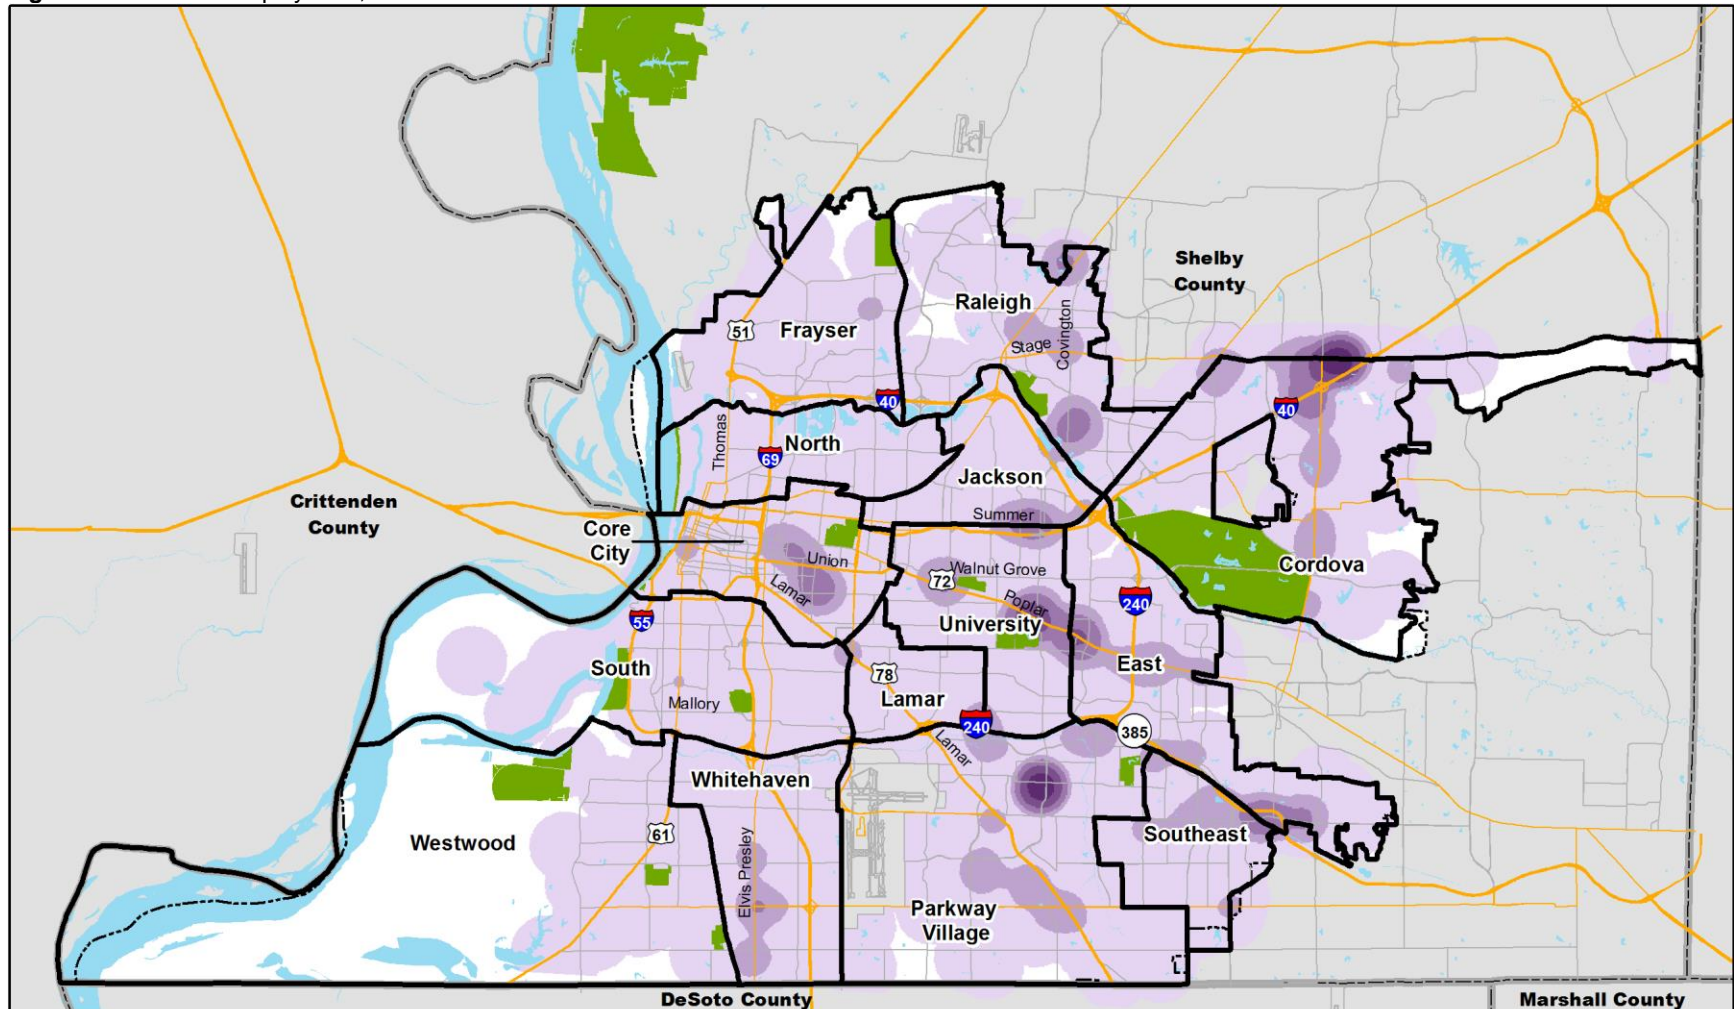 Shelby
County
Raleigh
Frayser
51
Stage
Covington
40
40
Thomas
North
69
Jackson
Crittenden
County
Summer
Core
City
Union
Walnut Grove
Cordova
72
Lamar
Poplar
240
55
University
South
East
78
Mallory
Lamar
240
385
Lamar
Whitehaven
61
Westwood
Southeast
Elvis Presley
Parkway
Village
DeSoto County
Marshall County